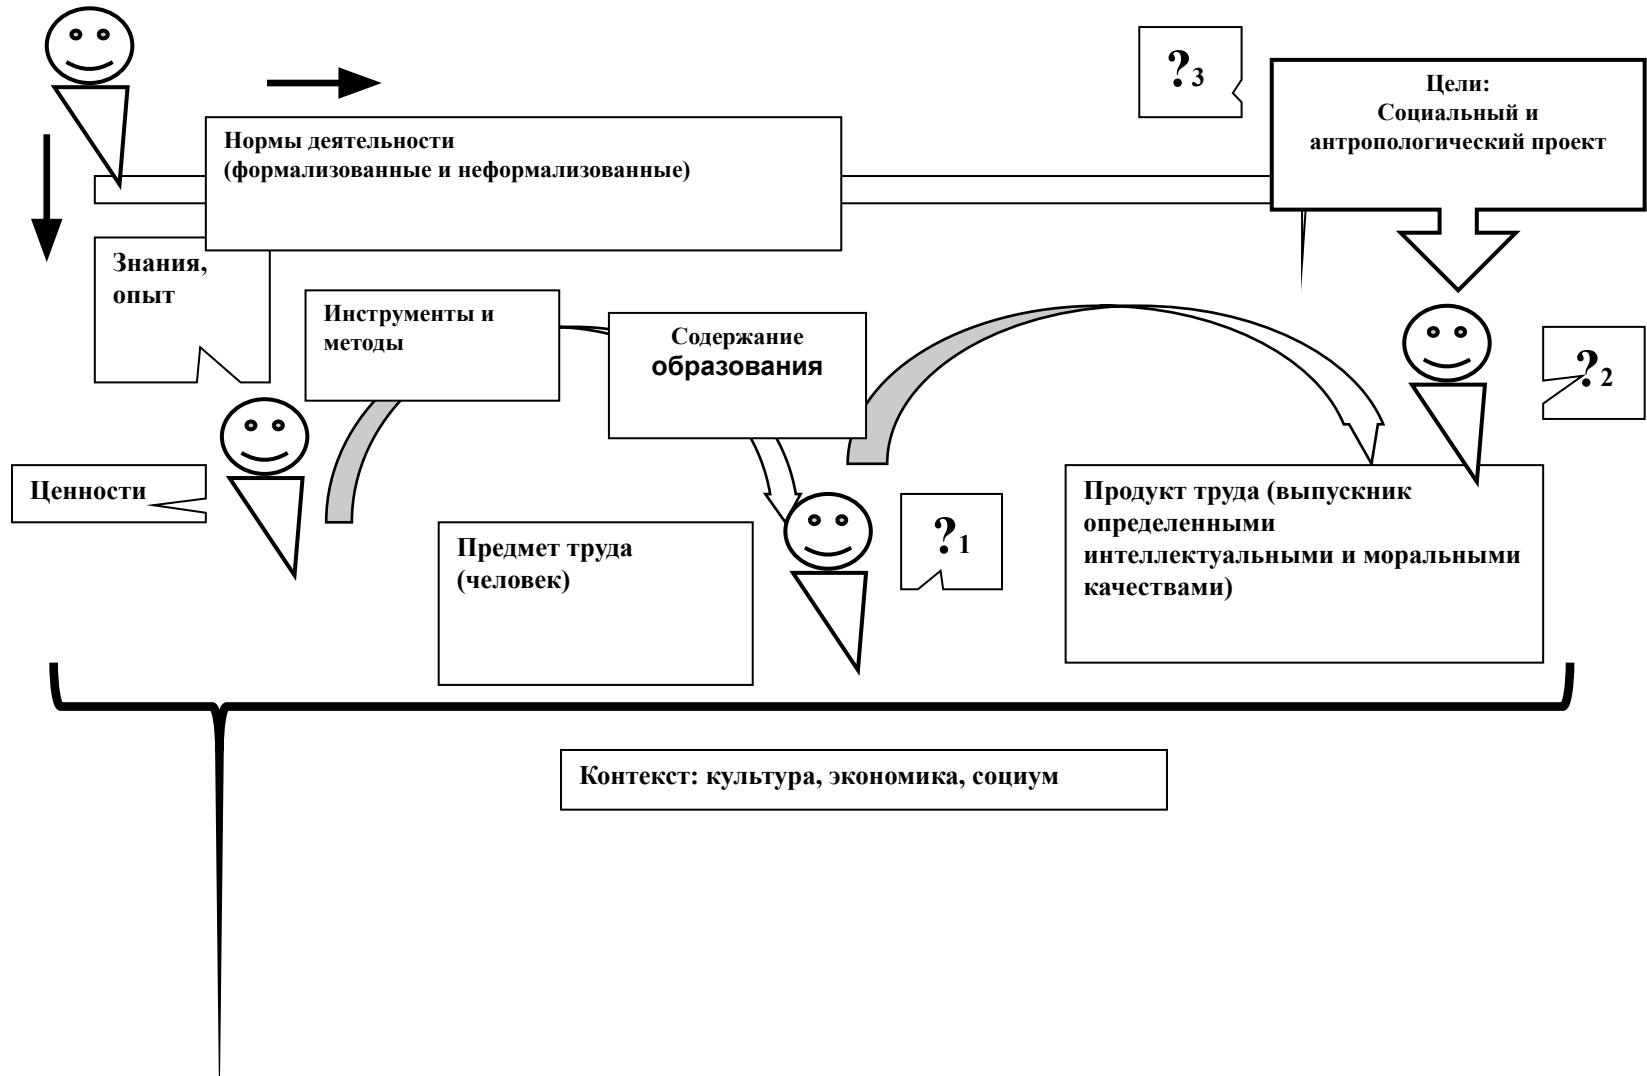 ?3
Цели:
Социальный и
антропологический проект
Нормы деятельности
(формализованные и неформализованные)
Знания,
опыт
Инструменты и
методы
Содержание
образования
?2
Ценности
Предмет труда
(человек)
?1
Продукт труда (выпускник
определенными
интеллектуальными и моральными
качествами)
Контекст: культура, экономика, социум